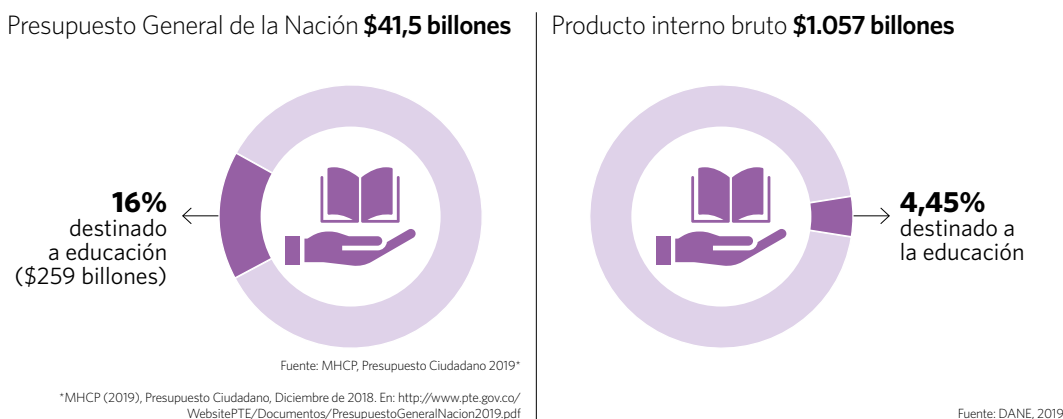 Presupuesto General de la Nación $41,5 billones
16%
destinado
a educación
($259 billones)
Fuente: MHCP, Presupuesto Ciudadano 2019*
*MHCP (2019), Presupuesto Ciudadano, Diciembre de 2018. En: http://www.pte.gov.co/
WebsitePTE/Documentos/PresupuestoGeneralNacion2019.pdf
Producto interno bruto $1.057 billones
4,45%
destinado a
la educación
Fuente: DANE, 2019